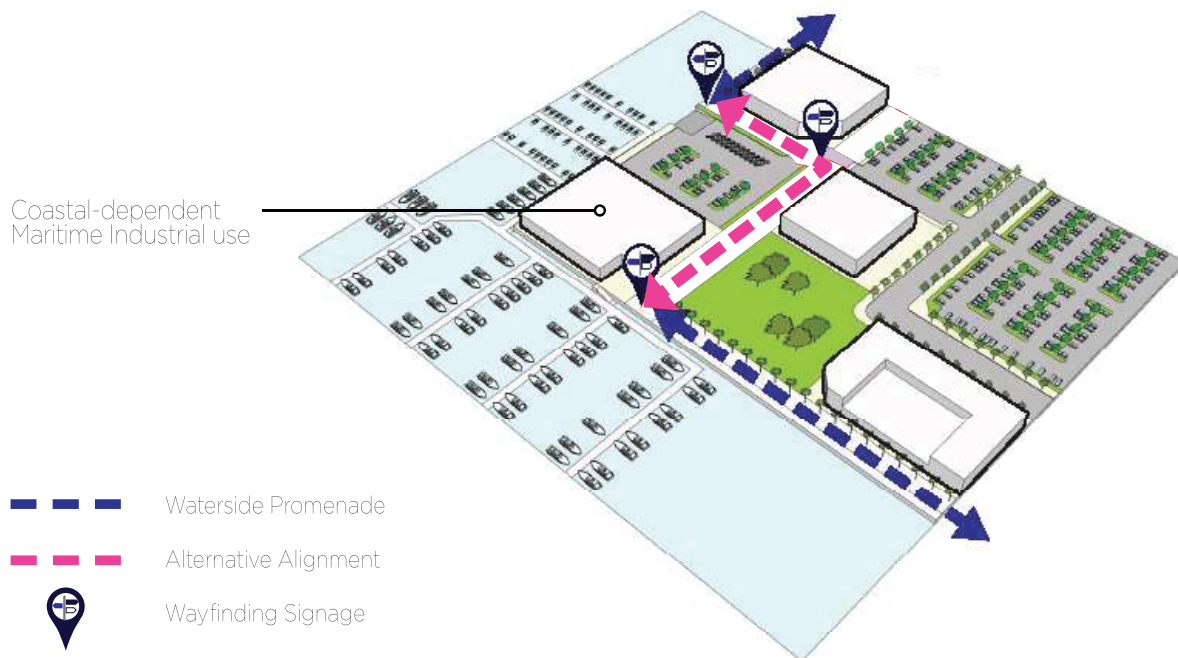 Coastal-dependent
Maritime Industrial use
Waterside Promenade
Alternative Alignment
Wayfinding Signage